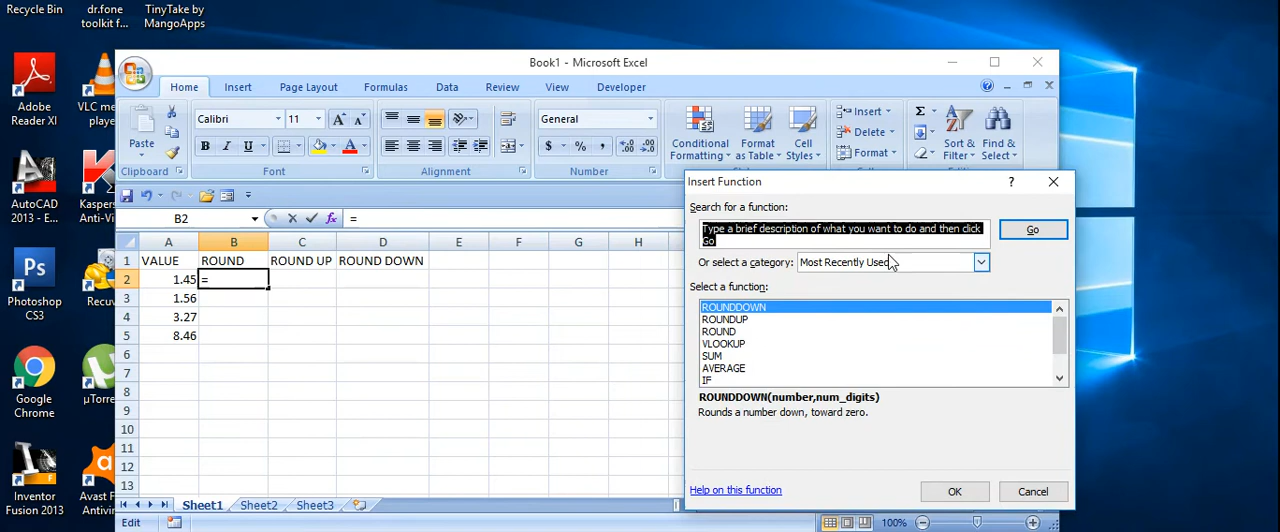 Recycle Bin
dr.fone
toolkit f...
TinyTake by
MangoApps
Adobe
Reader XI
VLC me
playe
AutoCAD
2013 - E...
Kaspers
Anti-Vi
Photoshop
CS3
Recuv
Google
Chrome
µTorre
Inventor
Fusion 2013
Avast F
Antivir
Book1 - Microsoft Excel
Home Insert Page Layout Formulas Data Review View Developer
Paste
Calibri 11 A A
B I U A
General
$ % ,
Conditional
Formatting
Format
as Table
Cell
Styles
Insert
Delete
Format
Σ
Sort &
Filter
Find &
Select
Clipboard Font Alignment Number
B2 fx =
A B C D E F G H
1 VALUE ROUND ROUND UP ROUND DOWN
2 1.45 =
3 1.56
4 3.27
5 8.46
6
7
8
9
10
11
12
13
Sheet1 Sheet2 Sheet3
Edit 100%
Insert Function ?
Search for a function:
Type a brief description of what you want to do and then click
Go
Go
Or select a category: Most Recently Used
Select a function:
ROUNDDOWN
ROUNDUP
ROUND
VLOOKUP
SUM
AVERAGE
IF
ROUNDDOWN(number,num_digits)
Rounds a number down, toward zero.
Help on this function
OK Cancel